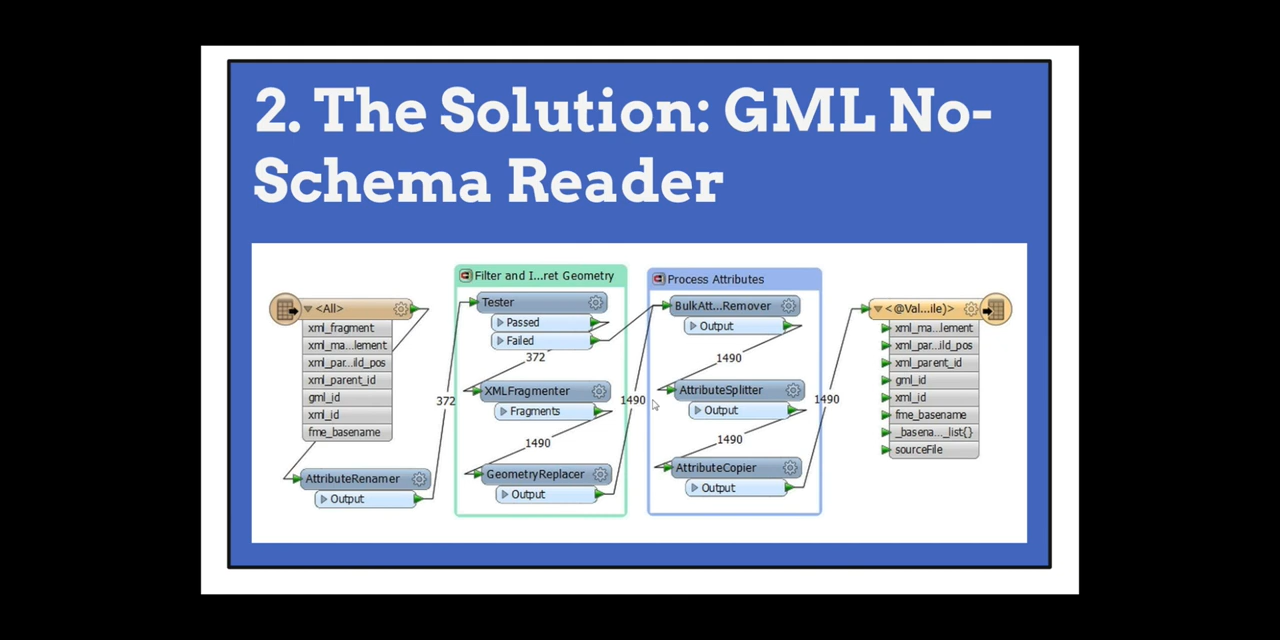 2. The Solution: GML No-
Schema Reader
<All>
xml_fragment
xml_ma...lement
xml_par...ild_pos
xml_parent_id
gml_id
xml_id
fme_basename
AttributeRenamer
Output
372
Filter and I...ret Geometry
Tester
Passed
Failed
372
XMLFragmenter
Fragments
1490
GeometryReplacer
Output
1490
Process Attributes
BulkAtt...Remover
Output
1490
AttributeSplitter
Output
1490
AttributeCopier
Output
1490
<@Val...ile)>
xml_ma...lement
xml_par...ild_pos
xml_parent_id
gml_id
xml_id
fme_basename
_basena..._list{}
sourceFile